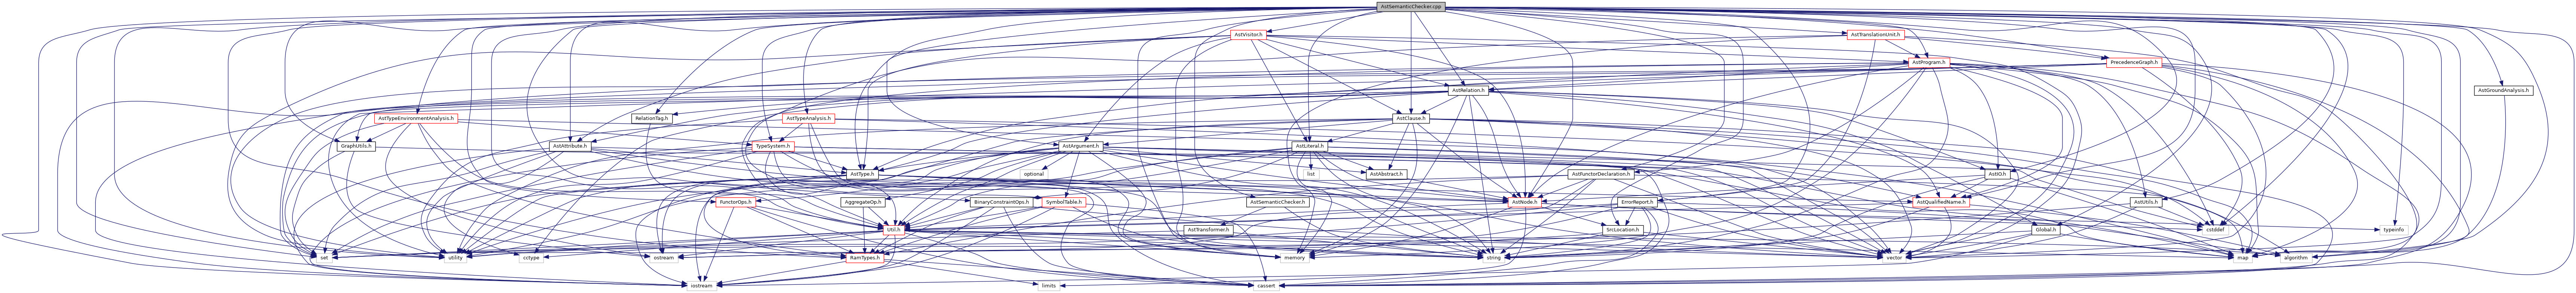 AstSemanticChecker.cpp
AstVisitor.h
AstTranslationUnit.h
AstProgram.h
PrecedenceGraph.h
AstRelation.h
AstGroundAnalysis.h
AstTypeEnvironmentAnalysis.h
RelationTag.h
AstTypeAnalysis.h
AstClause.h
GraphUtils.h
AstAttribute.h
TypeSystem.h
AstArgument.h
AstLiteral.h
AstType.h
optional
list
AstAbstract.h
AstFunctorDeclaration.h
AstIO.h
FunctorOps.h
AggregateOp.h
BinaryConstraintOps.h
SymbolTable.h
AstSemanticChecker.h
AstNode.h
ErrorReport.h
AstQualifiedName.h
AstUtils.h
Util.h
AstTransformer.h
SrcLocation.h
Global.h
cstddef
typeinfo
set
utility
cctype
ostream
RamTypes.h
memory
string
vector
map
algorithm
iostream
limits
cassert